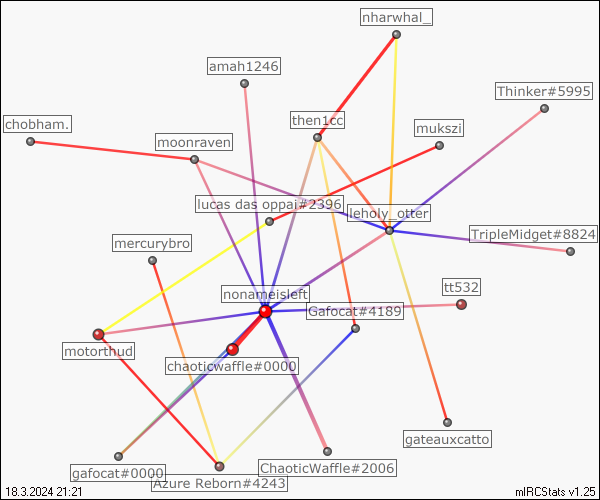 nharwhal_
amah1246
Thinker#5995
chobham.
then1cc
mukszi
moonraven
lucas das oppai#2396
leholy_otter
mercurybro
TripleMidget#8824
nonameisleft
tt532
Gafocat#4189
motorthud
chaoticwaffle#0000
gateauxcatto
gafocat#0000
ChaoticWaffle#2006
Azure Reborn#4243
18.3.2024 21:21
mIRCStats v1.25